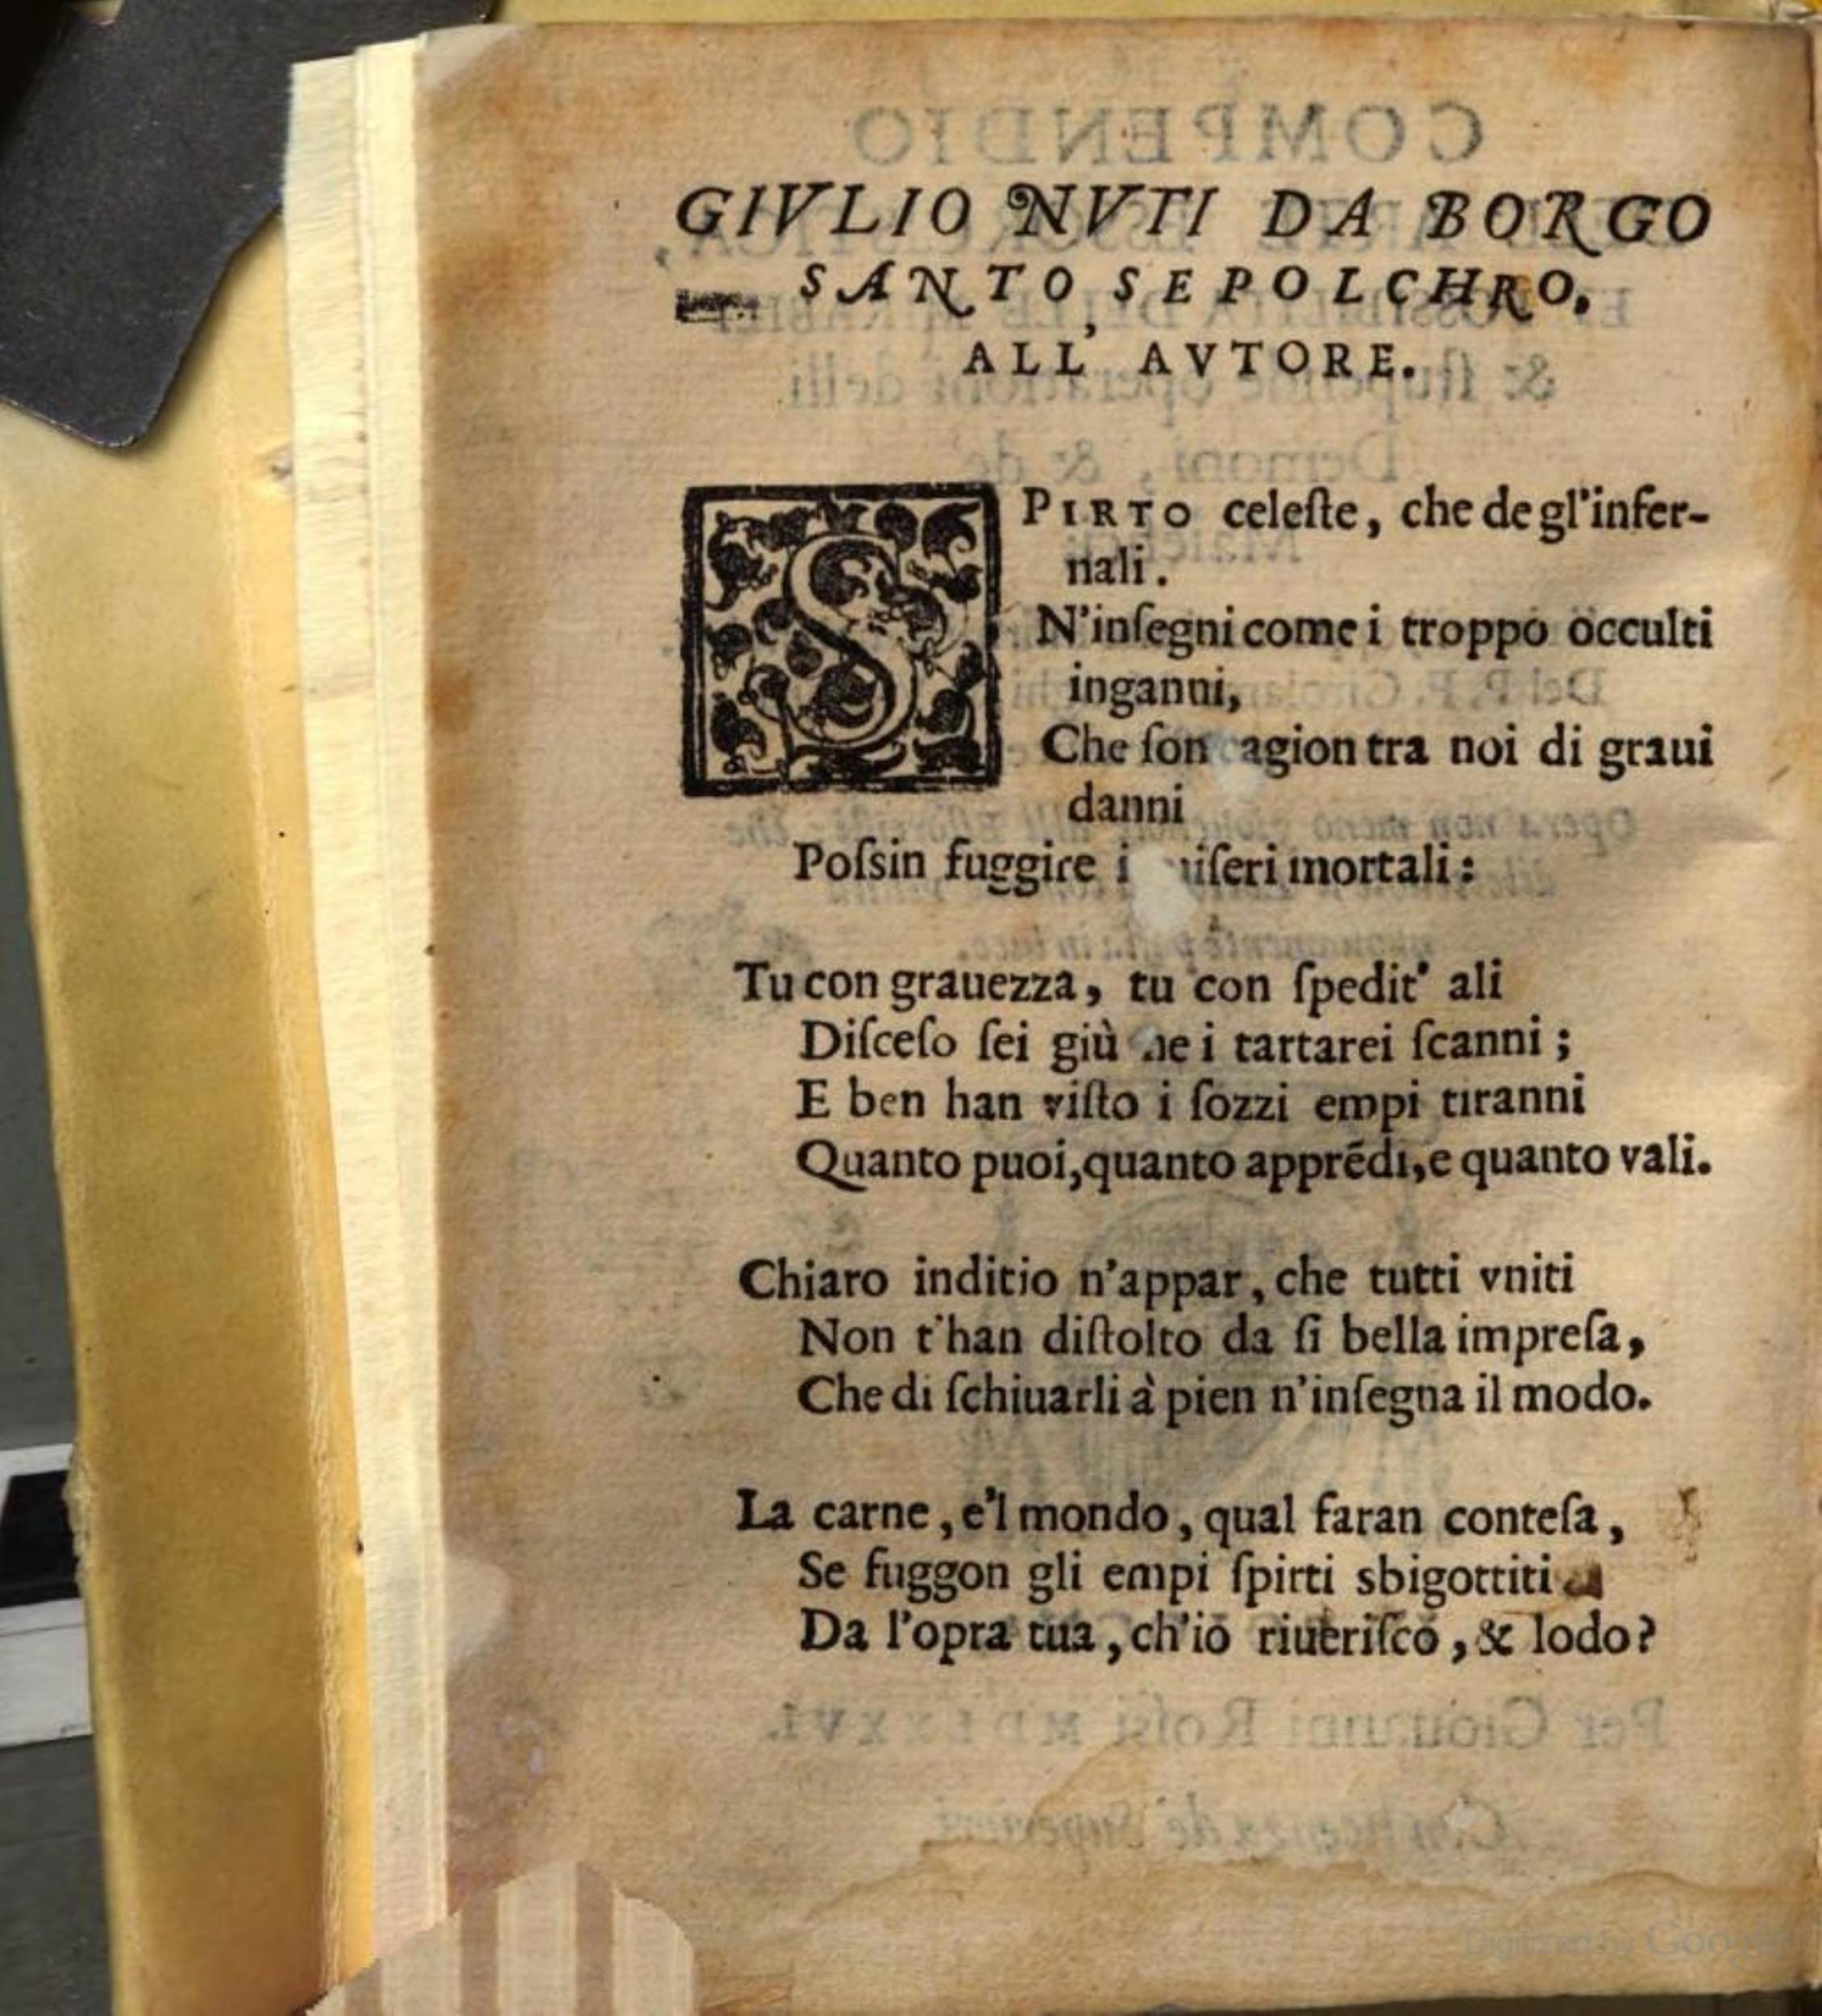 GIVLIO NVTI DA BORGO
SANTO SEPOLCHRO,
ALL' AVTORE.
SPIRTO celeſte, che de gl'infer-
nali.
N'inſegni come i troppo occulti
inganni,
Che ſon agion tra noi di graui
danni
Poſsin fuggire i iſeri mortali:
Tu con grauezza, tu con ſpedit' ali
Diſceſo ſei giù ne i tartarei ſcanni;
E ben han viſto i ſozzi empi tiranni
Quanto puoi, quanto apprẽdi, e quanto vali.
Chiaro inditio n'appar, che tutti vniti
Non t'han diſtolto da ſi bella impreſa,
Che di ſchiuarli à pien n'inſegna il modo.
La carne, e'l mondo, qual faran conteſa,
Se fuggon gli empi ſpirti sbigottiti
Da l'opra tua, ch'io riueriſco, & lodo?
Digitized by Google